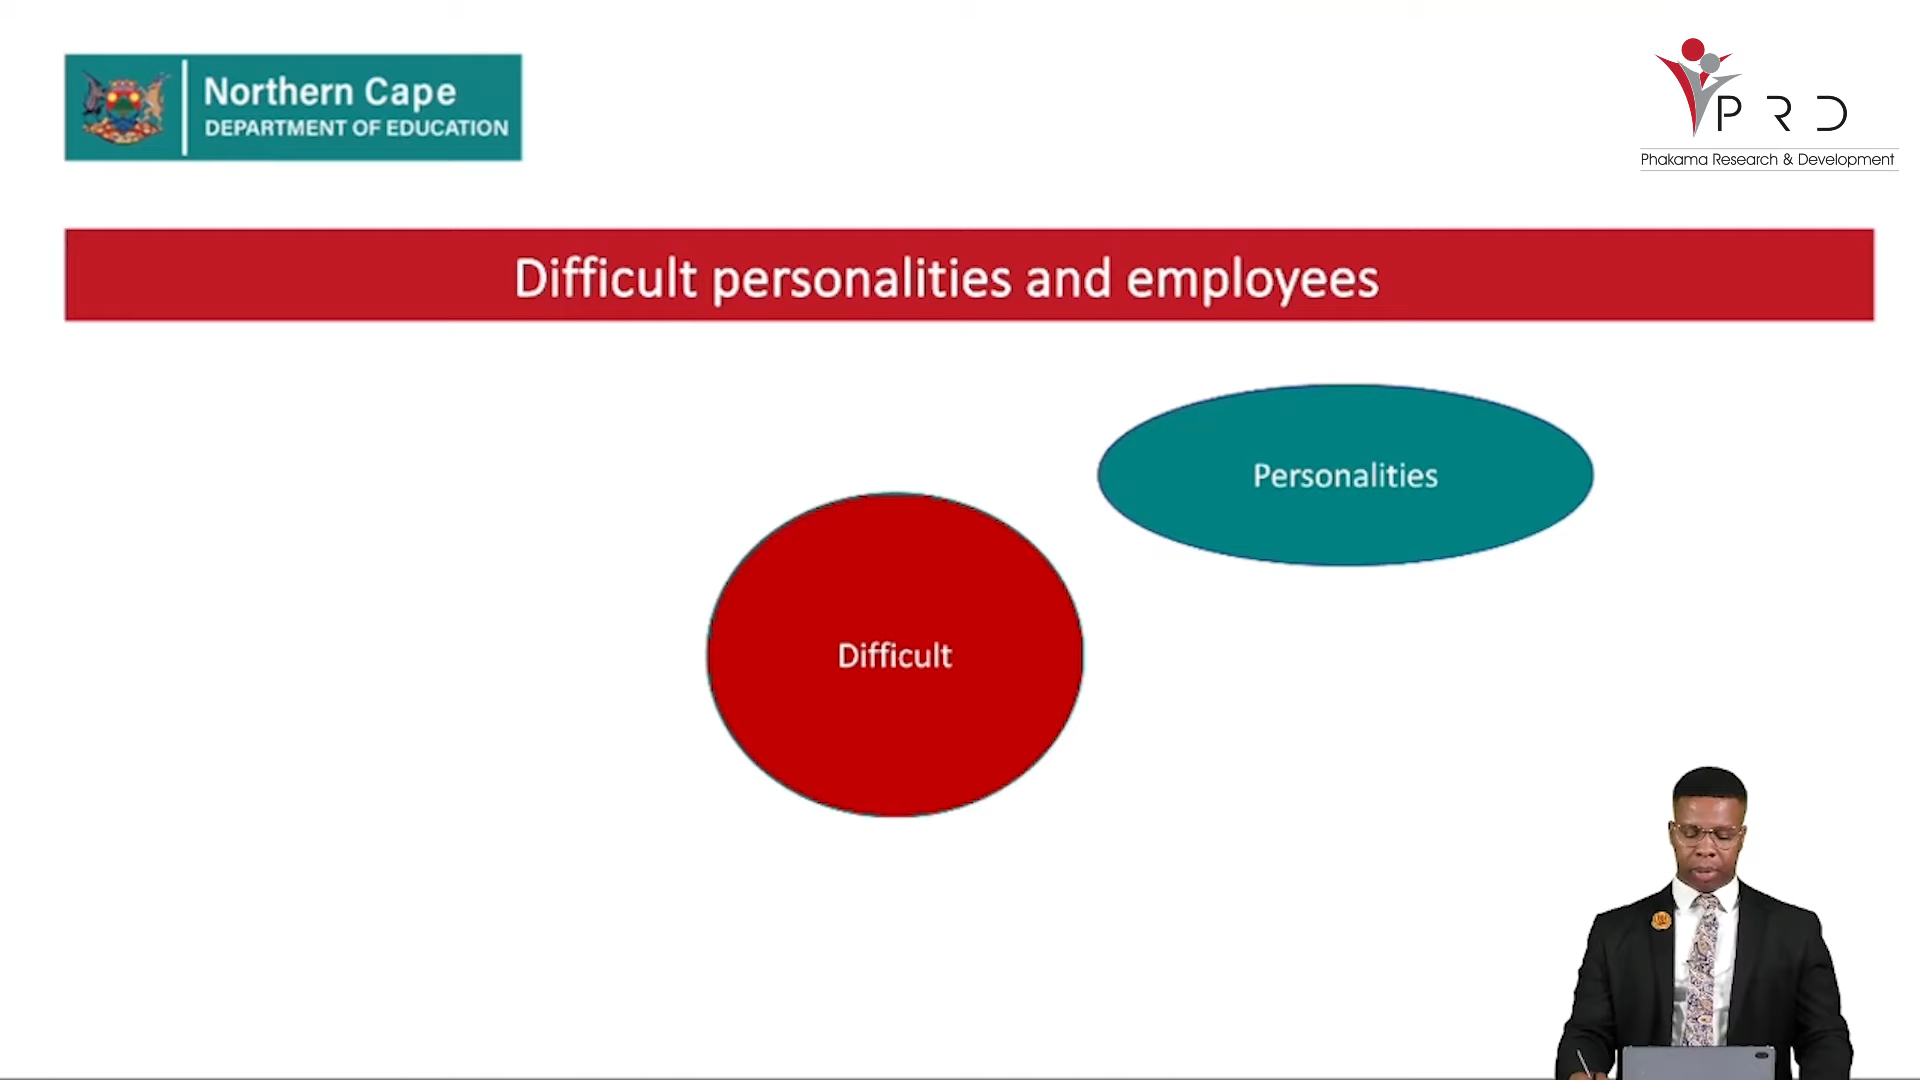 Northern Cape
DEPARTMENT OF EDUCATION
P R D
Phakama Research & Development
Difficult personalities and employees
Personalities
Difficult